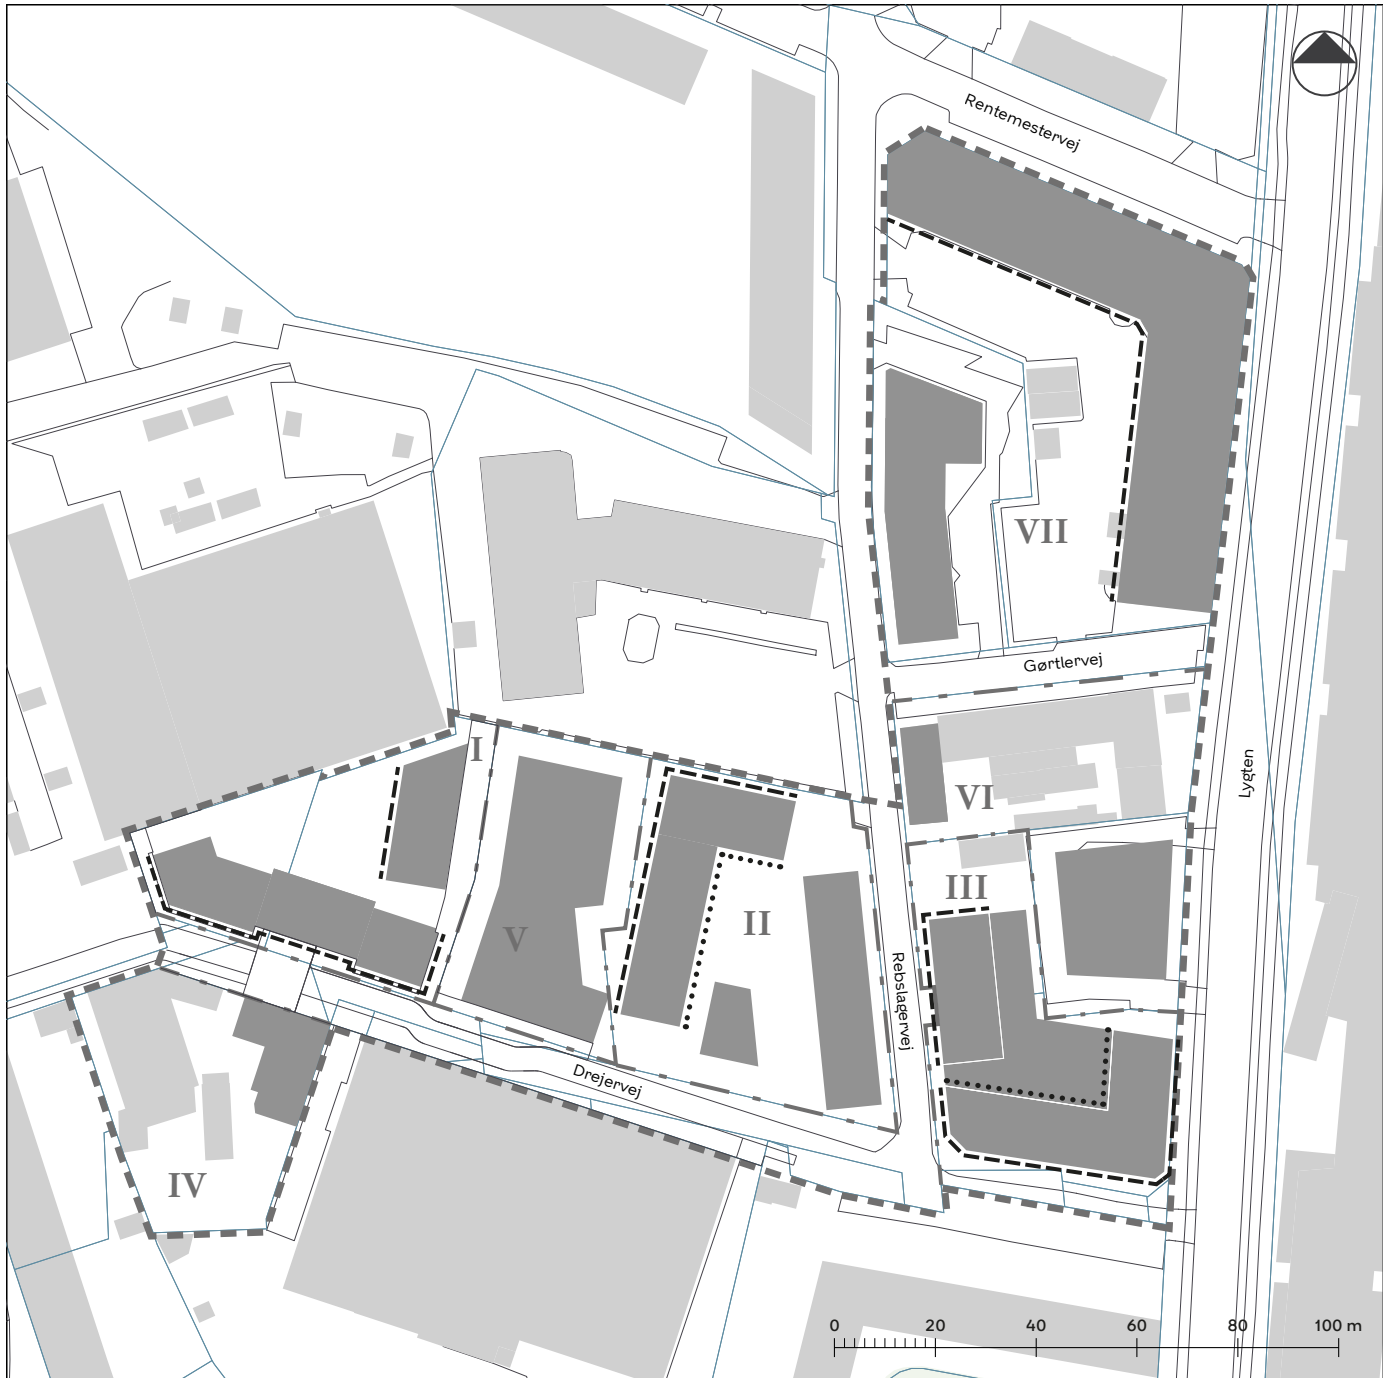 Rentemestervej
VII
Gørtlervej
I
VI
Lygten
III
V
II
Rebslagervej
Drejervej
IV
0 20 40 60 80 100 m